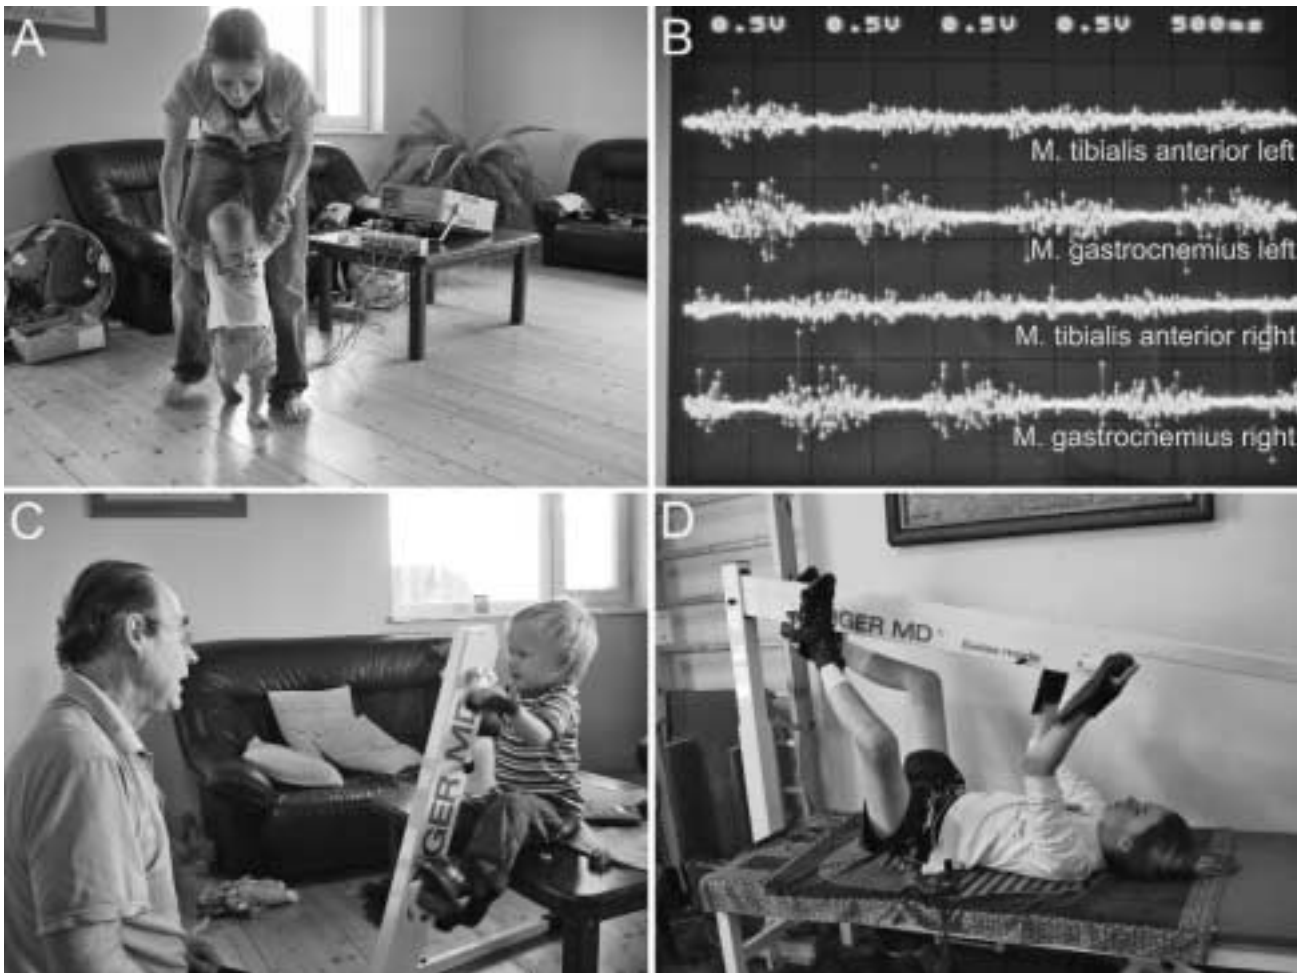 A
B
0.5V 0.5V 0.5V 0.5V 500ms
M. tibialis anterior left
M. gastrocnemius left
M. tibialis anterior right
M. gastrocnemius right
C
GER MD
D
GER MD